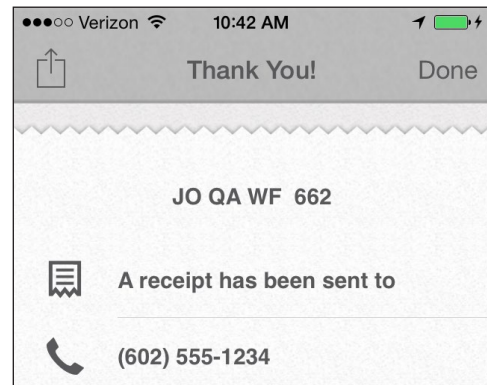 Verizon 10:42 AM
Thank You! Done
JO QA WF 662
A receipt has been sent to
(602) 555-1234